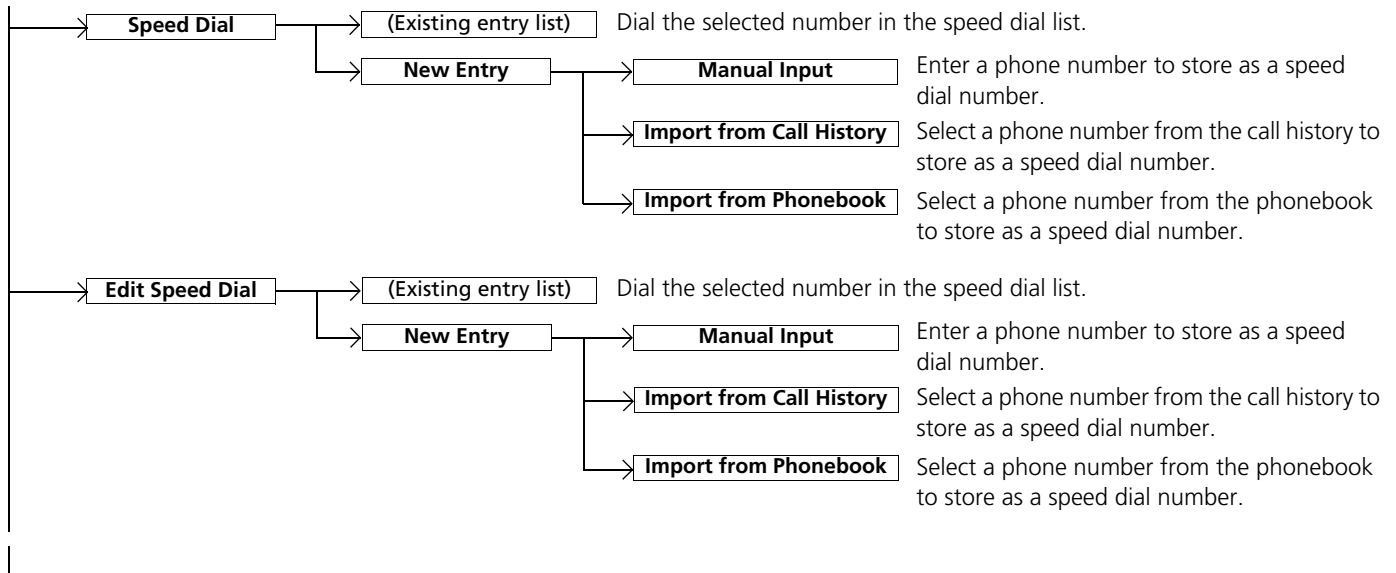 Speed Dial
(Existing entry list)
Dial the selected number in the speed dial list.
New Entry
Manual Input
Enter a phone number to store as a speed
dial number.
Import from Call History
Select a phone number from the call history to
store as a speed dial number.
Import from Phonebook
Select a phone number from the phonebook
to store as a speed dial number.
Edit Speed Dial
(Existing entry list)
Dial the selected number in the speed dial list.
New Entry
Manual Input
Enter a phone number to store as a speed
dial number.
Import from Call History
Select a phone number from the call history to
store as a speed dial number.
Import from Phonebook
Select a phone number from the phonebook
to store as a speed dial number.